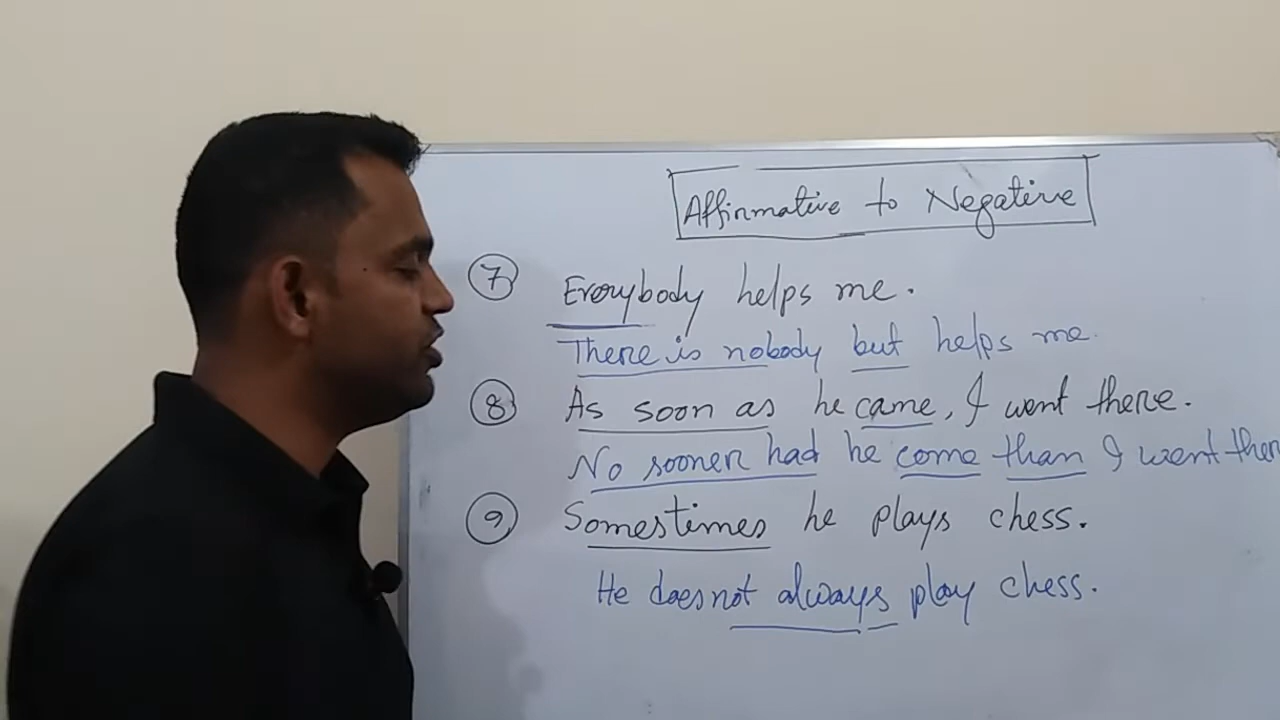 Affirmative to Negative
7 Everybody helps me.
There is nobody but helps me.
8 As soon as he came, I went there.
No sooner had he come than I went ther
9 Somestimes he plays chess.
He does not always play chess.